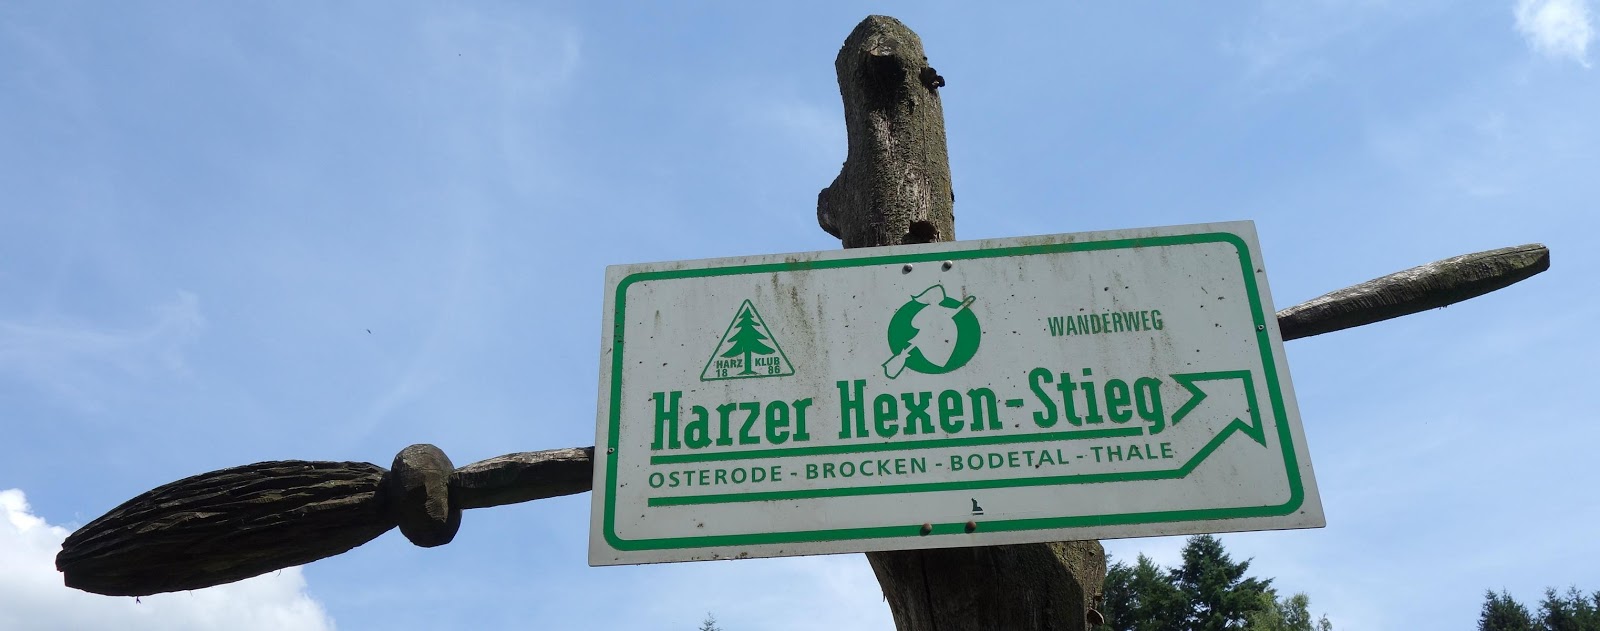 WANDERWEG
HARZ KLUB
18 86
Harzer Hexen-Stieg
OSTERODE - BROCKEN - BODETAL - THALE